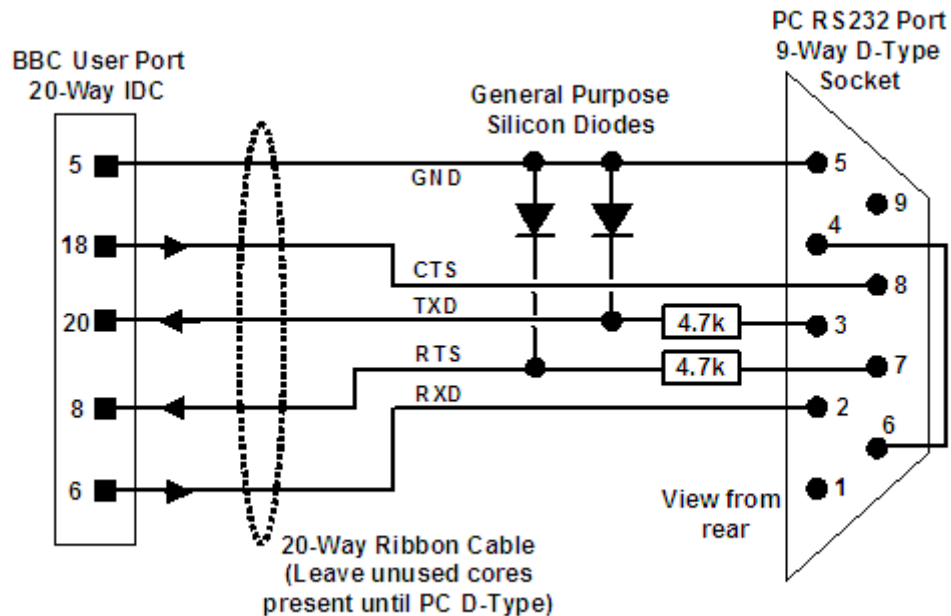 PC RS232 Port
9-Way D-Type
Socket
BBC User Port
20-Way IDC
General Purpose
Silicon Diodes
5
GND
5
9
4
18
CTS
8
TXD
20
4.7k
3
RTS
4.7k
7
8
RXD
2
6
6
1
View from
rear
20-Way Ribbon Cable
(Leave unused cores
present until PC D-Type)